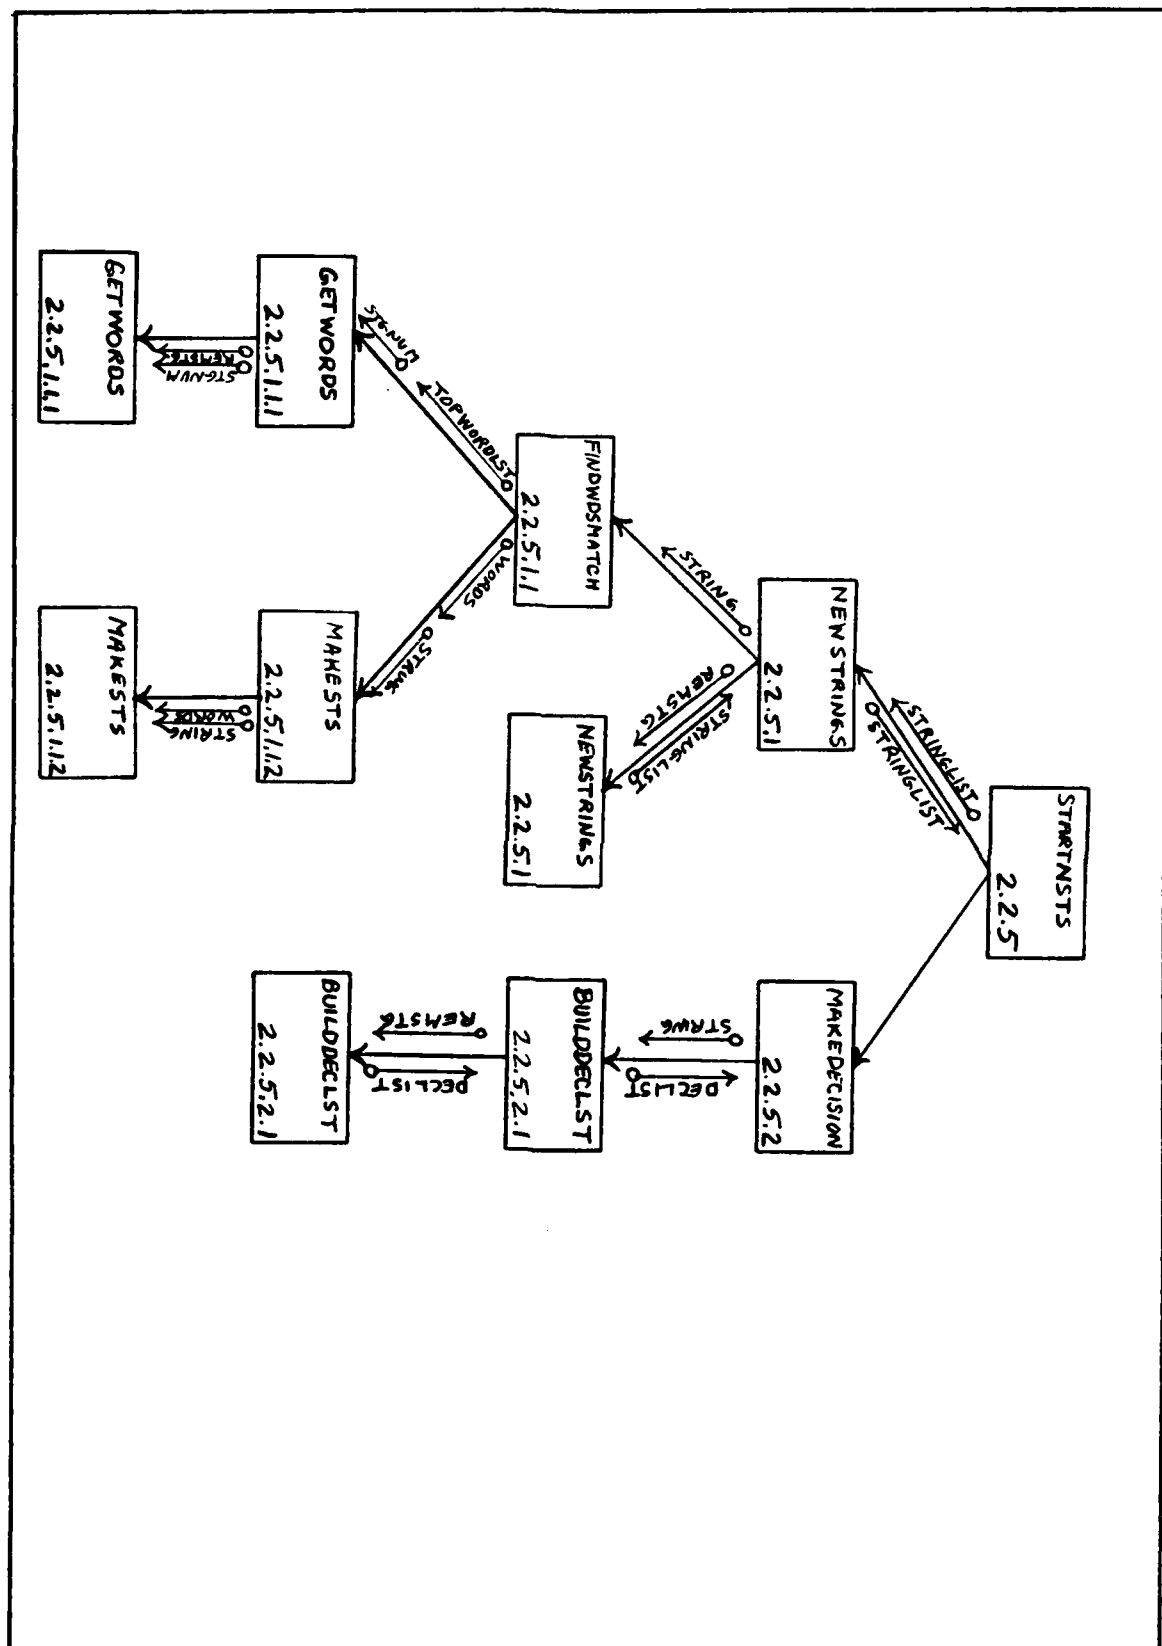 STARTNSTS
2.2.5
STRINGLIST
STRINGLIST
NEWSTRINGS
2.2.5.1
MAKEDECISION
2.2.5.2
STRING
REMSTG
STRINGLIST
STRWG
DECLIST
FINDWDSMATCH
2.2.5.1.1
NEWSTRINGS
2.2.5.1
BUILDDECLST
2.2.5.2.1
STGNUM
TOPWORDLST
WORDS
STRWG
REMSTG
DECLIST
GETWORDS
2.2.5.1.1.1
MAKESTS
2.2.5.1.1.2
BUILDDECLST
2.2.5.2.1
REMSTG
STGNUM
WORDS
STRING
GETWORDS
2.2.5.1.1.1
MAKESTS
2.2.5.1.1.2